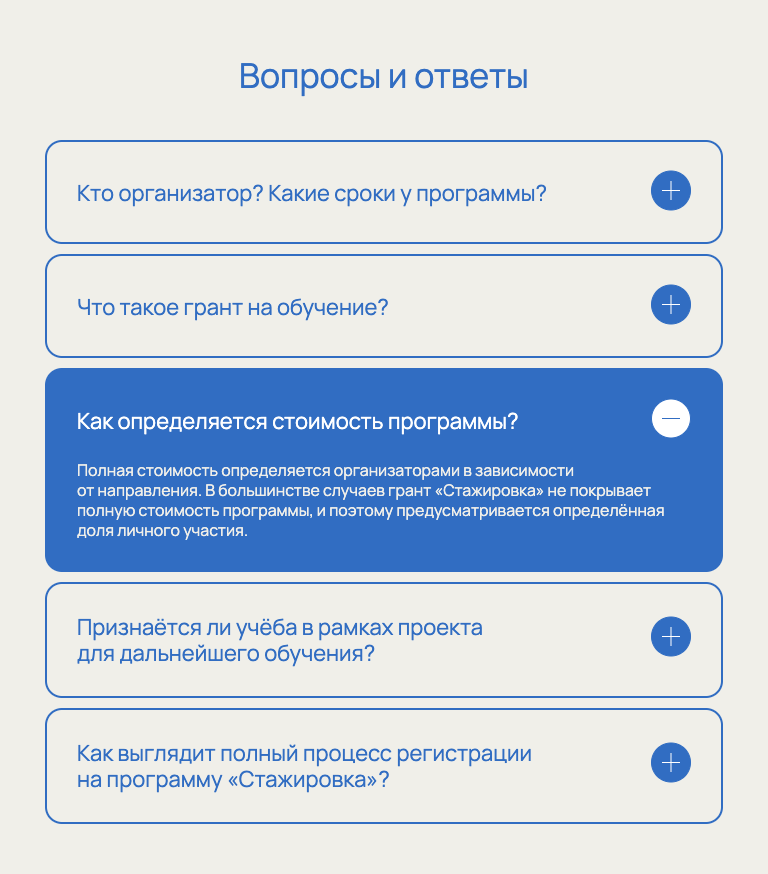 Вопросы и ответы
Кто организатор? Какие сроки у программы?
Что такое грант на обучение?
Как определяется стоимость программы?
Полная стоимость определяется организаторами в зависимости
от направления. В большинстве случаев грант «Стажировка» не покрывает
полную стоимость программы, и поэтому предусматривается определённая
доля личного участия.
Признаётся ли учёба в рамках проекта
для дальнейшего обучения?
Как выглядит полный процесс регистрации
на программу «Стажировка»?